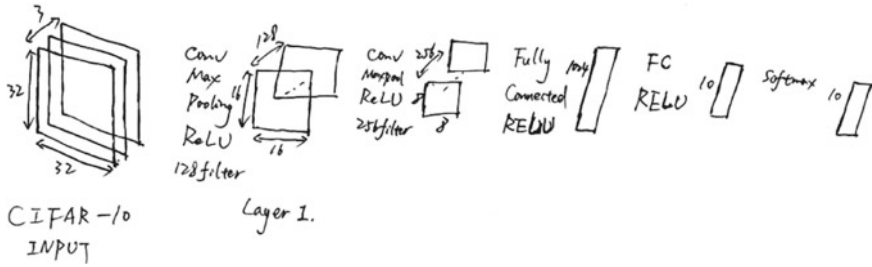 3
32
32
CIFAR-10
INPUT
Conv
Max
Pooling
ReLU
128 filter
128
16
16
Layer 1.
Conv
Maxpool
ReLU
256 filter
256
8
8
Fully
Connected
RELU
1024
FC
RELU
10
Softmax
10